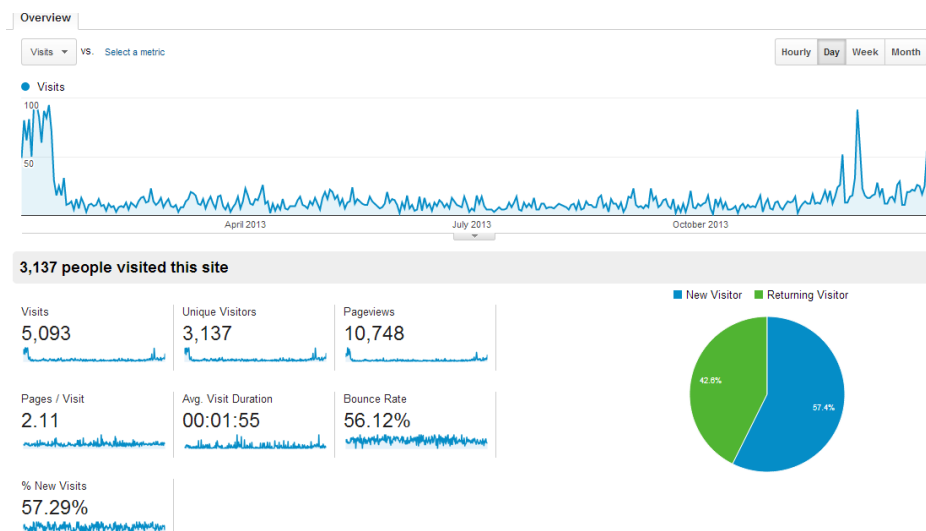 Overview
Visits VS. Select a metric
Hourly Day Week Month
Visits
100
50
April 2013 July 2013 October 2013
3,137 people visited this site
New Visitor Returning Visitor
Visits Unique Visitors Pageviews
5,093 3,137 10,748
42.6%
57.4%
Pages / Visit Avg. Visit Duration Bounce Rate
2.11 00:01:55 56.12%
% New Visits
57.29%